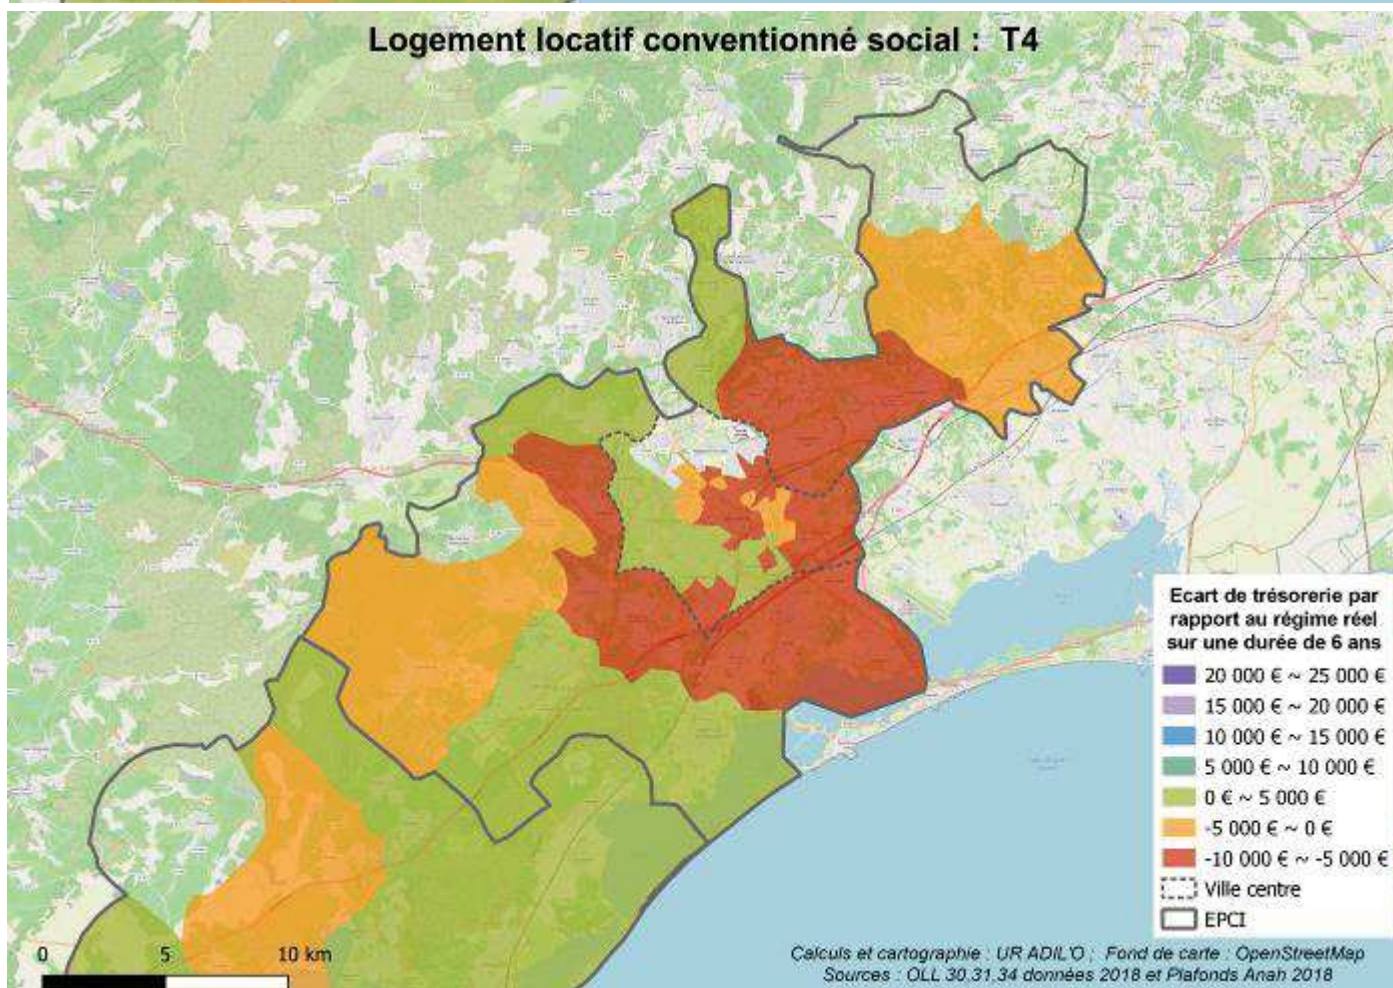 Logement locatif conventionné social : T4
Ecart de trésorerie par
rapport au régime réel
sur une durée de 6 ans
20 000 € ~ 25 000 €
15 000 € ~ 20 000 €
10 000 € ~ 15 000 €
5 000 € ~ 10 000 €
0 € ~ 5 000 €
-5 000 € ~ 0 €
-10 000 € ~ -5 000 €
Ville centre
EPCI
0 5 10 km
Calculs et cartographie : UR ADIL'O ; Fond de carte : OpenStreetMap
Sources : OLL 30,31,34 données 2018 et Plafonds Anah 2018